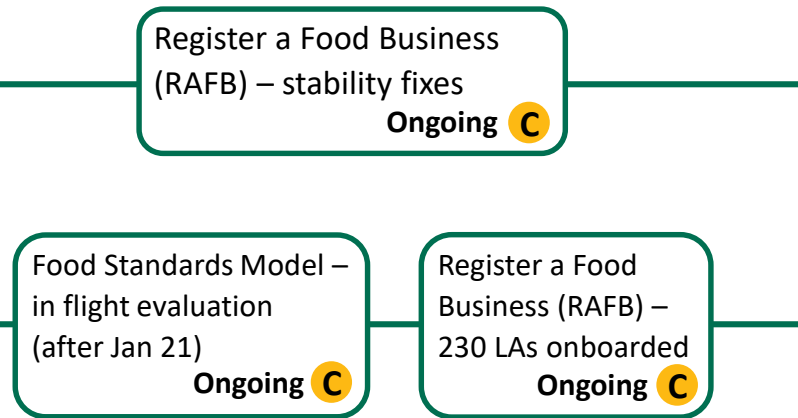 Register a Food Business
(RAFB) – stability fixes
Ongoing C
Food Standards Model –
in flight evaluation
(after Jan 21)
Ongoing C
Register a Food
Business (RAFB) –
230 LAs onboarded
Ongoing C